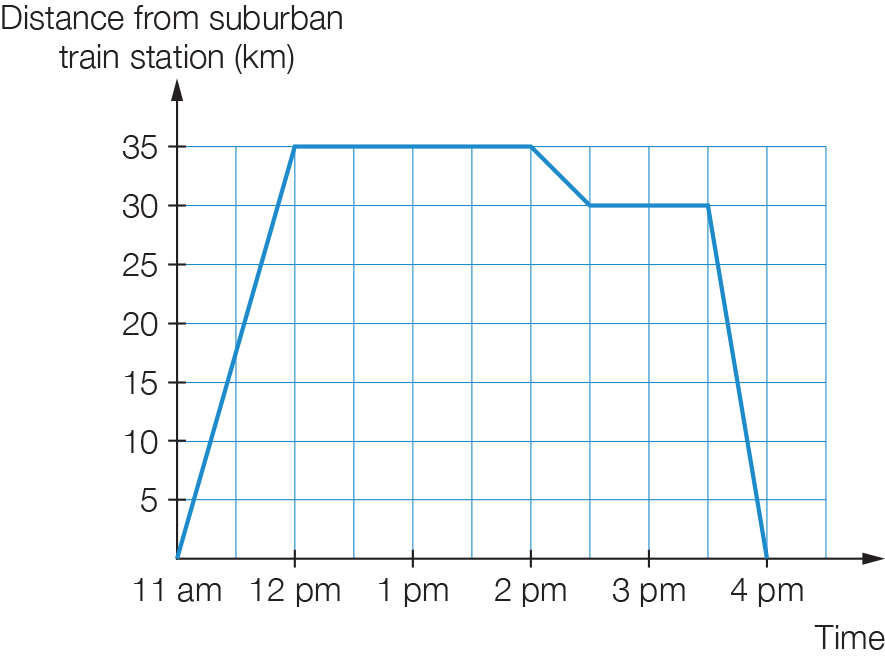 Distance from suburban
train station (km)
35
30
25
20
15
10
5
11 am 12 pm 1 pm 2 pm 3 pm 4 pm
Time